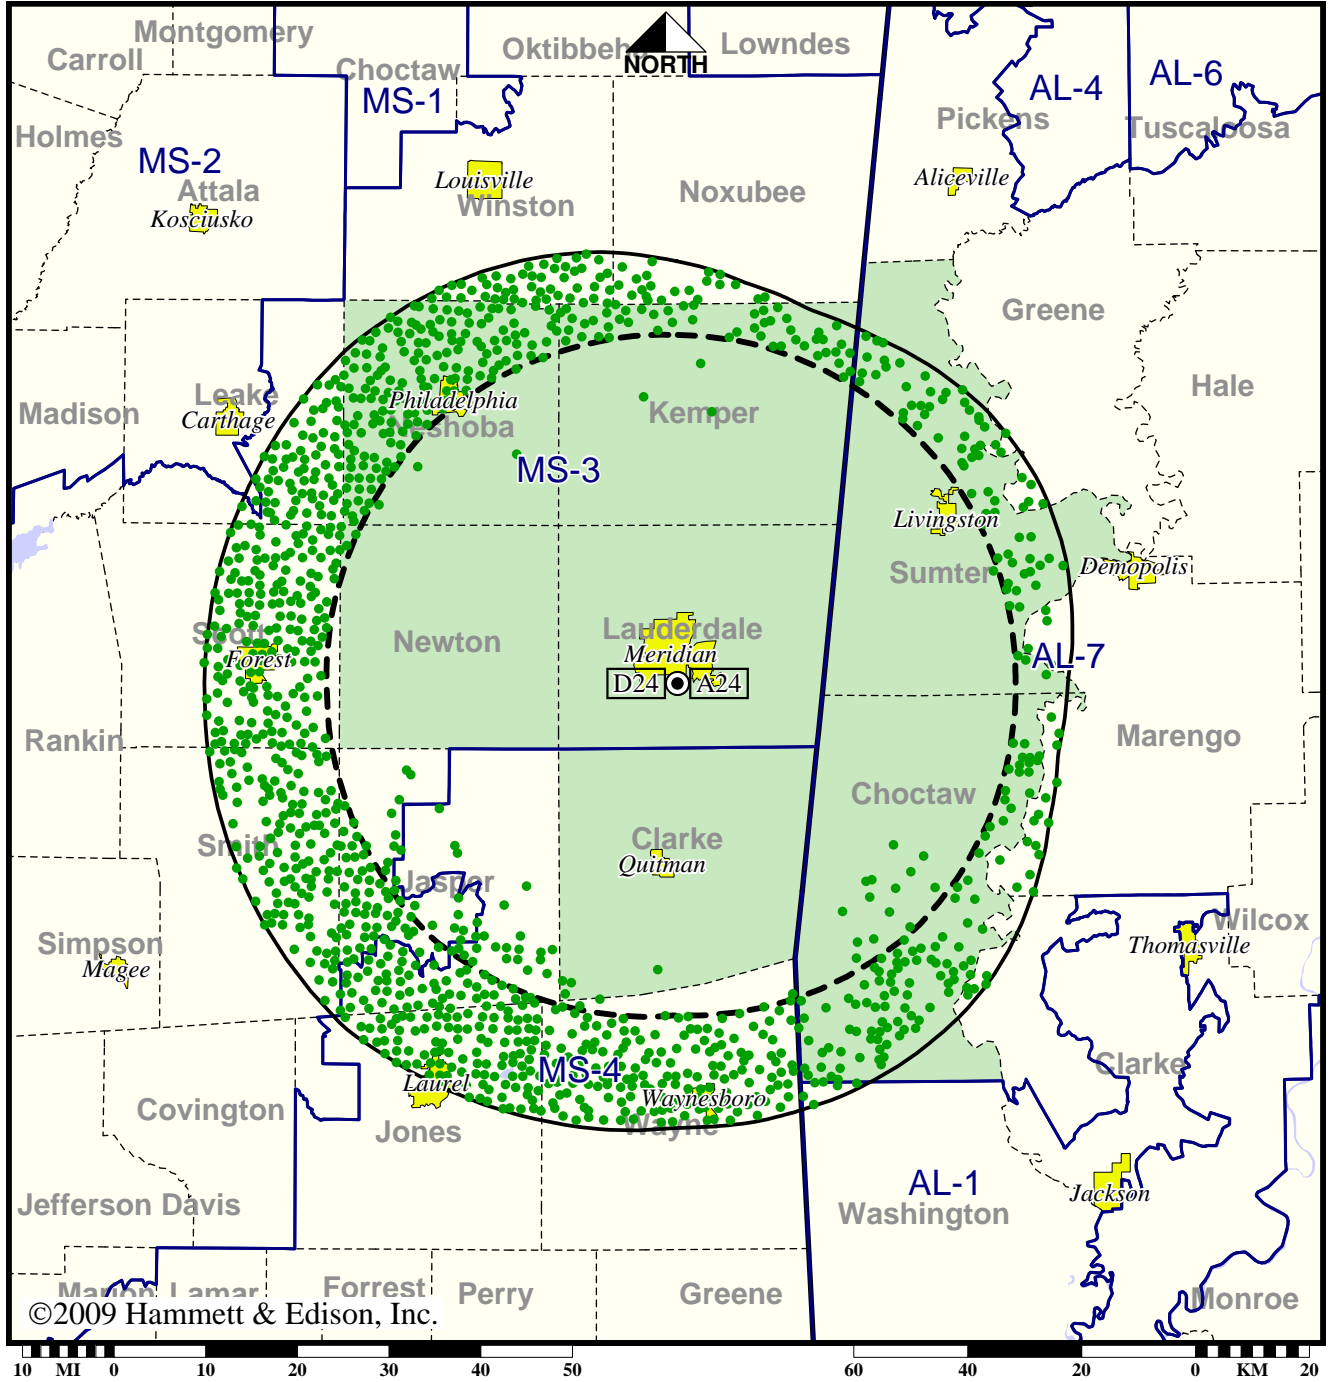 Montgomery
Carroll
Oktibbeha
Lowndes
NORTH
Choctaw
MS-1
AL-4
AL-6
Holmes
Pickens
Tuscaloosa
MS-2
Attala
Kosciusko
Louisville
Winston
Noxubee
Aliceville
Greene
Madison
Leake
Carthage
Philadelphia
Neshoba
Kemper
Hale
MS-3
Livingston
Sumter
Demopolis
Scott
Forest
Newton
Lauderdale
Meridian
D24
A24
AL-7
Rankin
Marengo
Choctaw
Smith
Clarke
Quitman
Jasper
Simpson
Magee
Wilcox
Thomasville
MS-4
Laurel
Waynesboro
Clarke
Covington
Jones
Wayne
Jefferson Davis
AL-1
Washington
Jackson
Marion
Lamar
Forrest
Perry
Greene
Monroe
©2009 Hammett & Edison, Inc.
10 MI 0 10 20 30 40 50 60 40 20 0 KM 20